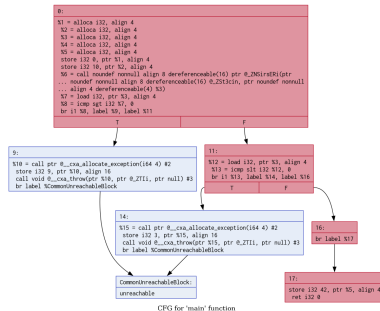 0:
%1 = alloca i32, align 4
%2 = alloca i32, align 4
%3 = alloca i32, align 4
%4 = alloca i32, align 4
%5 = alloca i32, align 4
store i32 0, ptr %1, align 4
store i32 10, ptr %2, align 4
%6 = call noundef nonnull align 8 dereferenceable(16) ptr @_ZNSirsERi(ptr
... noundef nonnull align 8 dereferenceable(16) @_ZSt3cin, ptr noundef nonnull
... align 4 dereferenceable(4) %3)
%7 = load i32, ptr %3, align 4
%8 = icmp sgt i32 %7, 0
br i1 %8, label %9, label %11
T F
9:
%10 = call ptr @__cxa_allocate_exception(i64 4) #2
store i32 9, ptr %10, align 16
call void @__cxa_throw(ptr %10, ptr @_ZTIi, ptr null) #3
br label %CommonUnreachableBlock
11:
%12 = load i32, ptr %3, align 4
%13 = icmp slt i32 %12, 0
br i1 %13, label %14, label %16
T F
14:
%15 = call ptr @__cxa_allocate_exception(i64 4) #2
store i32 3, ptr %15, align 16
call void @__cxa_throw(ptr %15, ptr @_ZTIi, ptr null) #3
br label %CommonUnreachableBlock
16:
br label %17
CommonUnreachableBlock:
unreachable
17:
store i32 42, ptr %5, align 4
ret i32 0
CFG for 'main' function